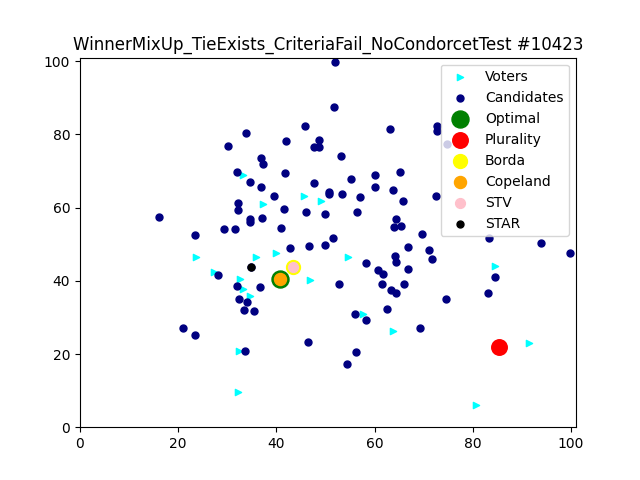 WinnerMixUp_TieExists_CriteriaFail_NoCondorcetTest #10423
100
80
60
40
20
0
0 20 40 60 80 100
Voters
Candidates
Optimal
Plurality
Borda
Copeland
STV
STAR